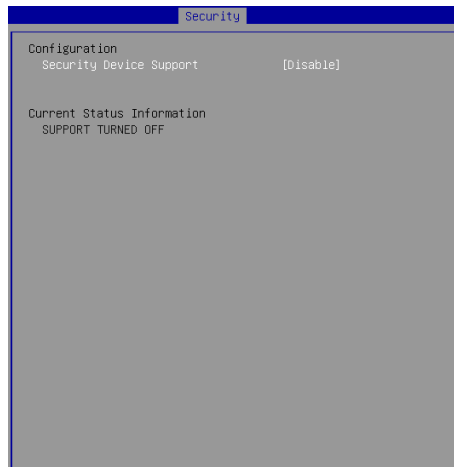 Security
Configuration
Security Device Support [Disable]
Current Status Information
SUPPORT TURNED OFF